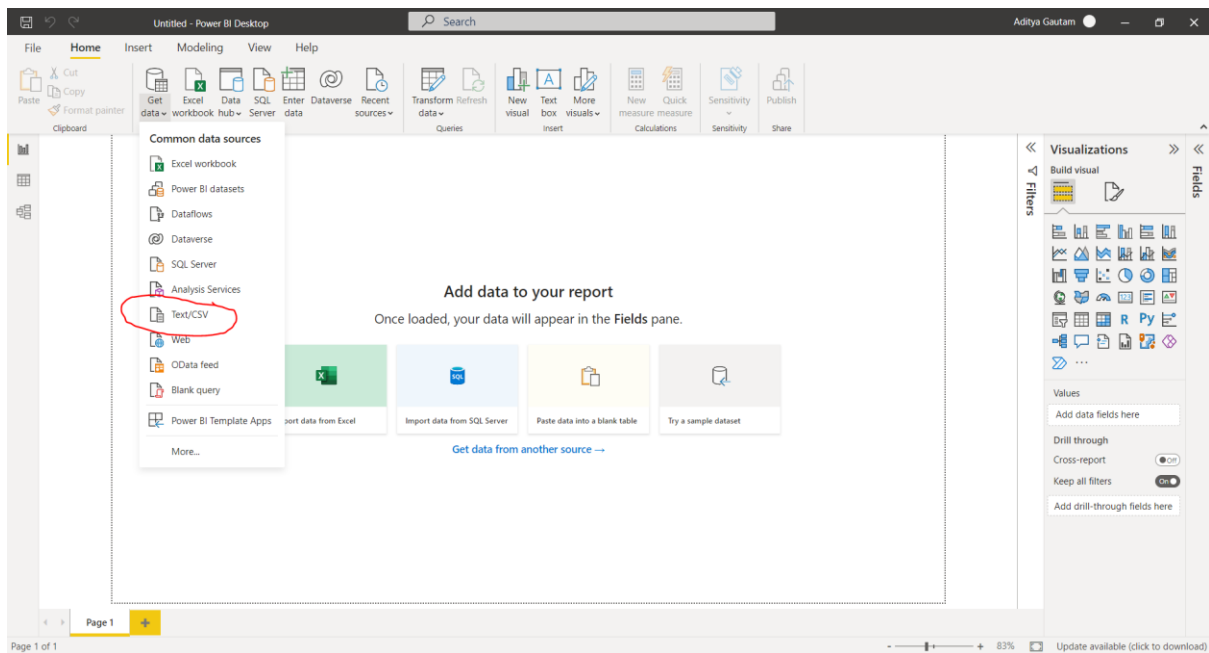 Untitled - Power BI Desktop
Search
Aditya Gautam
File Home Insert Modeling View Help
Paste
Cut
Copy
Format painter
Clipboard
Get data
Excel workbook
Data hub
SQL Server
Enter data
Dataverse
Recent sources
Transform data
Refresh
Queries
New visual
Text box
More visuals
Insert
New measure
Quick measure
Calculations
Sensitivity
Sensitivity
Publish
Share
Common data sources
Excel workbook
Power BI datasets
Dataflows
Dataverse
SQL Server
Analysis Services
Text/CSV
Web
OData feed
Blank query
Power BI Template Apps
More...
Add data to your report
Once loaded, your data will appear in the Fields pane.
SQL
port data from Excel
Import data from SQL Server
Paste data into a blank table
Try a sample dataset
Get data from another source →
Filters
Visualizations
Build visual
123
R Py
Values
Add data fields here
Drill through
Cross-report
Off
Keep all filters
On
Add drill-through fields here
Fields
Page 1
Page 1 of 1
- + 83%
Update available (click to download)